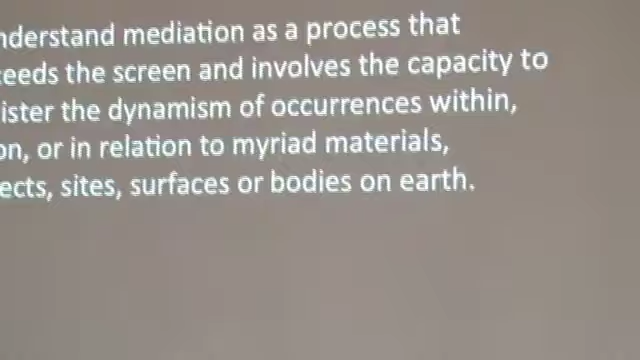 nderstand mediation as a process that
ceeds the screen and involves the capacity to
ister the dynamism of occurrences within,
on, or in relation to myriad materials,
ects, sites, surfaces or bodies on earth.